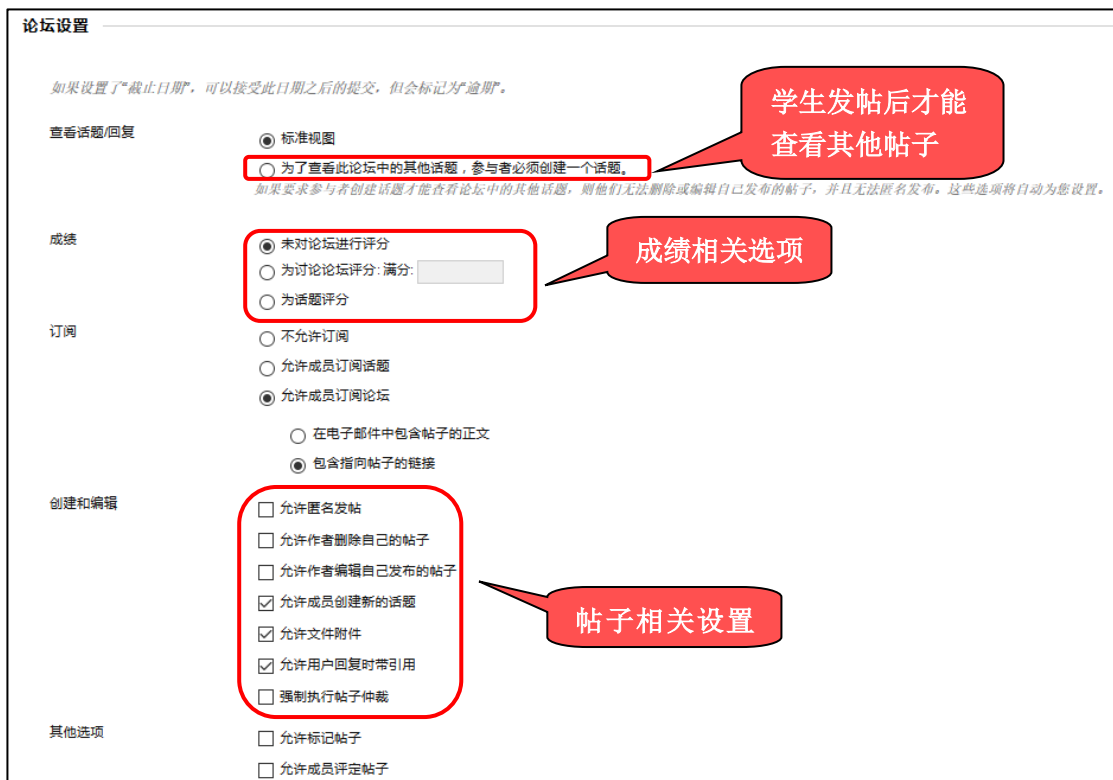 论坛设置
如果设置了“截止日期”，可以接受此日期之后的提交，但会标记为“逾期”。
学生发帖后才能
查看其他帖子
查看话题/回复
标准视图
为了查看此论坛中的其他话题，参与者必须创建一个话题。
如果要求参与者创建话题才能查看论坛中的其他话题，则他们无法删除或编辑自己发布的帖子，并且无法匿名发布。这些选项将自动为您设置。
成绩
未对论坛进行评分
为讨论论坛评分: 满分:
为话题评分
成绩相关选项
订阅
不允许订阅
允许成员订阅话题
允许成员订阅论坛
在电子邮件中包含帖子的正文
包含指向帖子的链接
创建和编辑
允许匿名发帖
允许作者删除自己的帖子
允许作者编辑自己发布的帖子
允许成员创建新的话题
允许文件附件
允许用户回复时带引用
强制执行帖子仲裁
帖子相关设置
其他选项
允许标记帖子
允许成员评定帖子